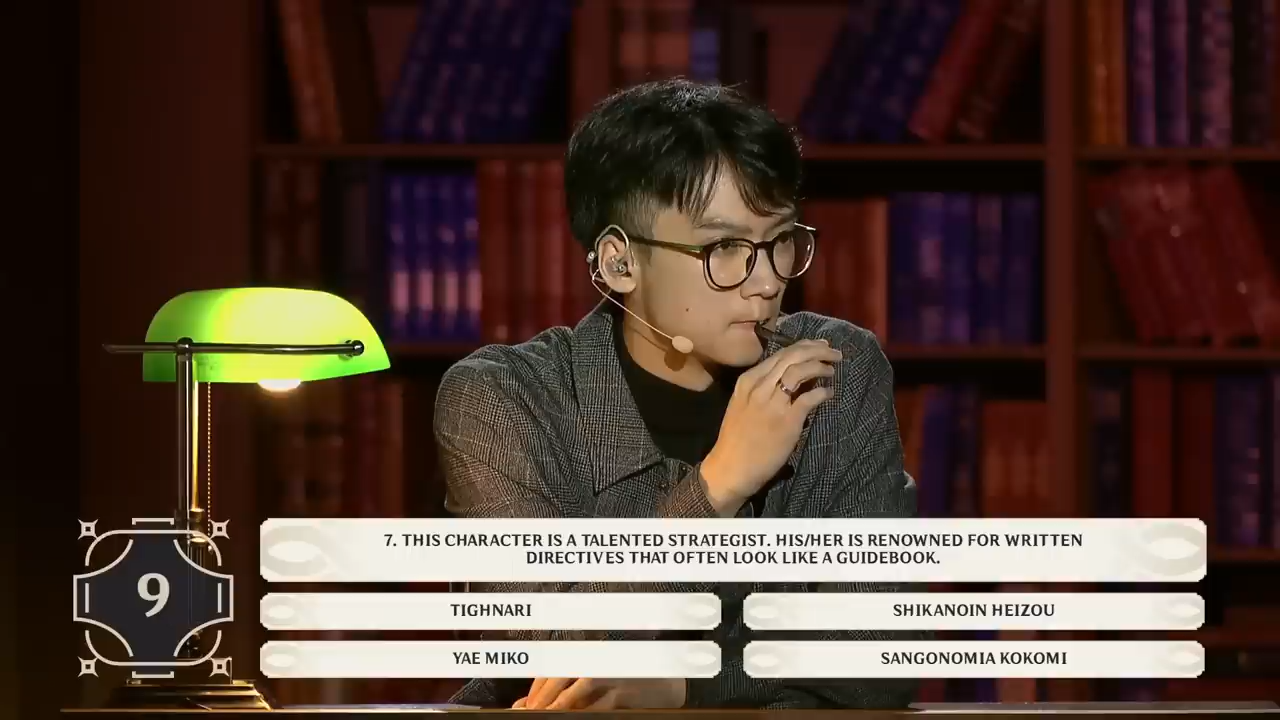 7. THIS CHARACTER IS A TALENTED STRATEGIST. HIS/HER IS RENOWNED FOR WRITTEN
DIRECTIVES THAT OFTEN LOOK LIKE A GUIDEBOOK.
9
TIGHNARI
SHIKANOIN HEIZOU
YAE MIKO
SANGONOMIA KOKOMI